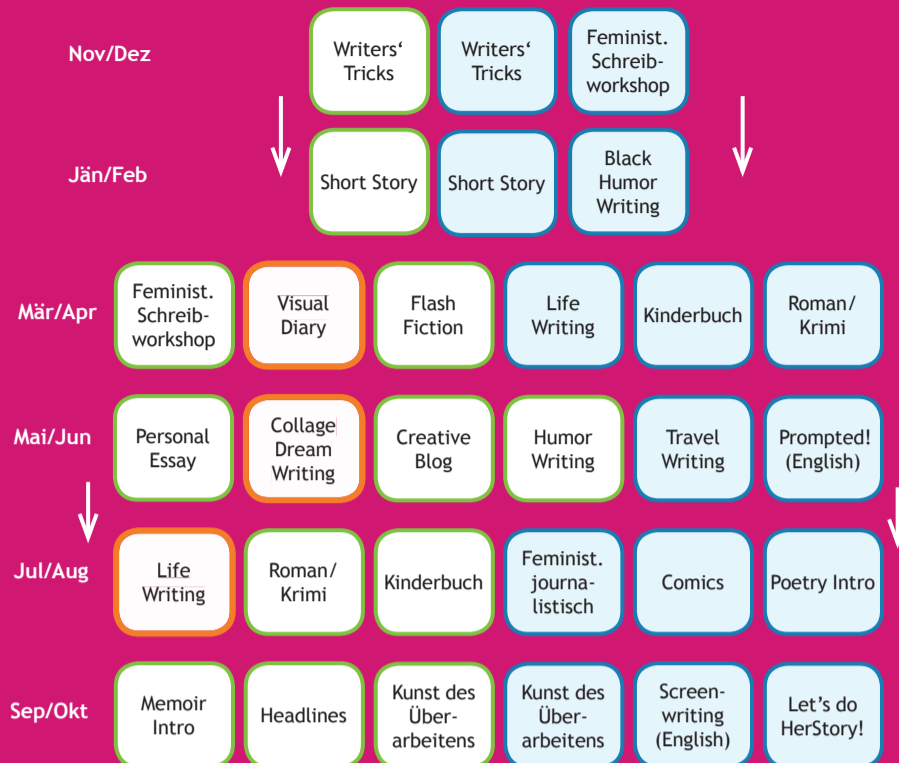 Nov/Dez
Writers‘
Tricks
Writers‘
Tricks
Feminist.
Schreib-
workshop
Jän/Feb
Short Story
Short Story
Black
Humor
Writing
Mär/Apr
Feminist.
Schreib-
workshop
Visual
Diary
Flash
Fiction
Life
Writing
Kinderbuch
Roman/
Krimi
Mai/Jun
Personal
Essay
Collage
Dream
Writing
Creative
Blog
Humor
Writing
Travel
Writing
Prompted!
(English)
Jul/Aug
Life
Writing
Roman/
Krimi
Kinderbuch
Feminist.
journa-
listisch
Comics
Poetry Intro
Sep/Okt
Memoir
Intro
Headlines
Kunst des
Über-
arbeitens
Kunst des
Über-
arbeitens
Screen-
writing
(English)
Let’s do
HerStory!